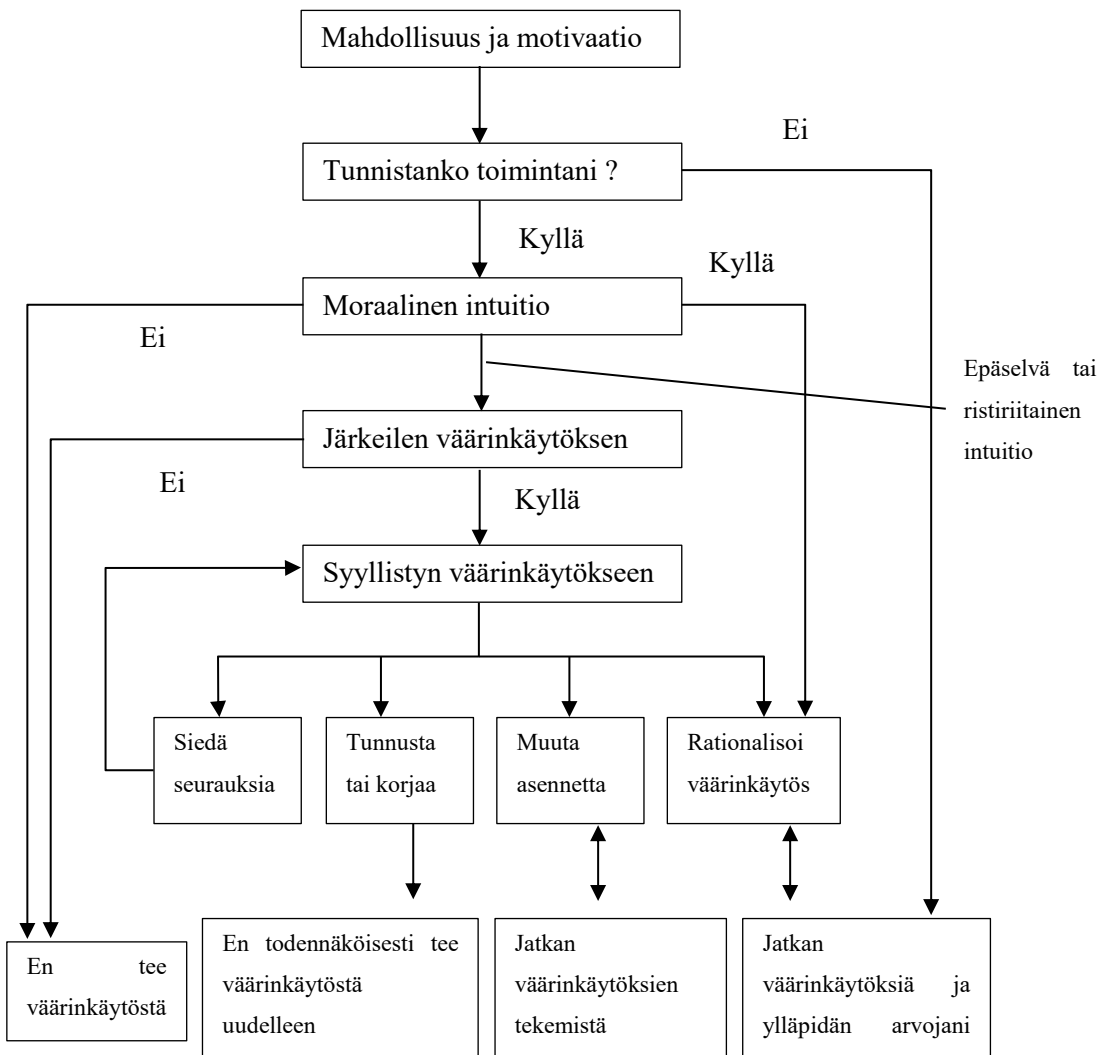 Mahdollisuus ja motivaatio
Ei
Tunnistanko toimintani ?
Kyllä
Kyllä
Moraalinen intuitio
Ei
Epäselvä tai
ristiriitainen
intuitio
Järkeilen väärinkäytöksen
Ei
Kyllä
Syyllistyn väärinkäytökseen
Siedä
seurauksia
Tunnusta
tai korjaa
Muuta
asennetta
Rationalisoi
väärinkäytös
En tee
väärinkäytöstä
En todennäköisesti tee
väärinkäytöstä
uudelleen
Jatkan
väärinkäytöksien
tekemistä
Jatkan
väärinkäytöksiä ja
ylläpidän arvojani